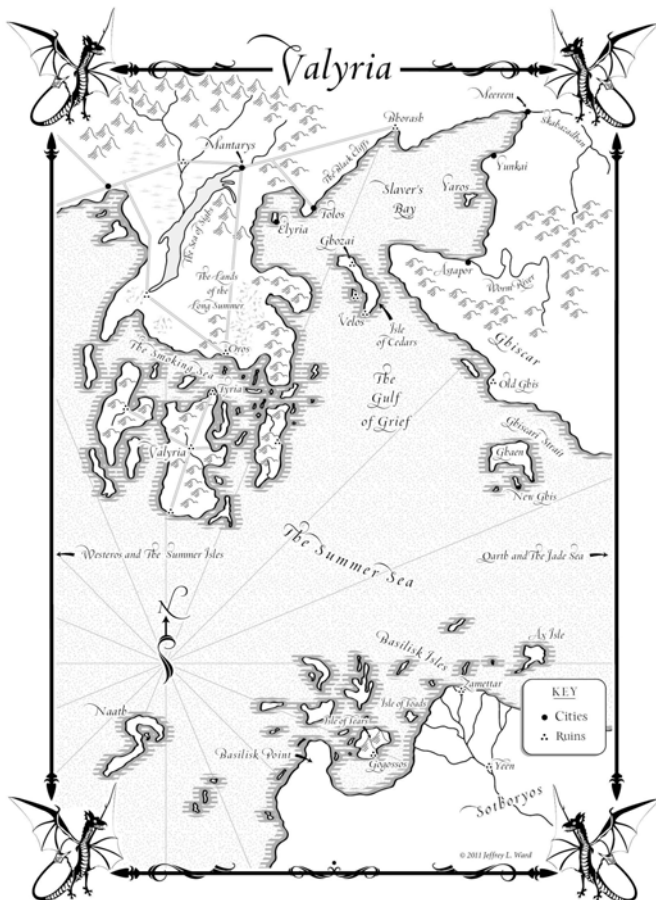 Valyria
Meereen
Skahazadhan
Bhorash
Mantarys
The Black Cliffs
Yunkai
Slaver's
Bay
Yaros
Tolos
Elyria
The Sea of Sighs
Ghozai
Astapor
Worm River
The Lands
of the
Long Summer
Velos
Isle
of Cedars
Ghiscar
Oros
The Smoking Sea
Tyria
The
Gulf
of Grief
Old Ghis
Ghiscari Strait
Valyria
Ghaen
New Ghis
The Summer Sea
Westeros and The Summer Isles
Qarth and The Jade Sea
N
Basilisk Isles
Ax Isle
Zamettar
KEY
Cities
Ruins
Naath
Isle of Toads
Isle of Tears
Basilisk Point
Gogossos
Yeen
Sothoryos
© 2011 Jeffrey L. Ward